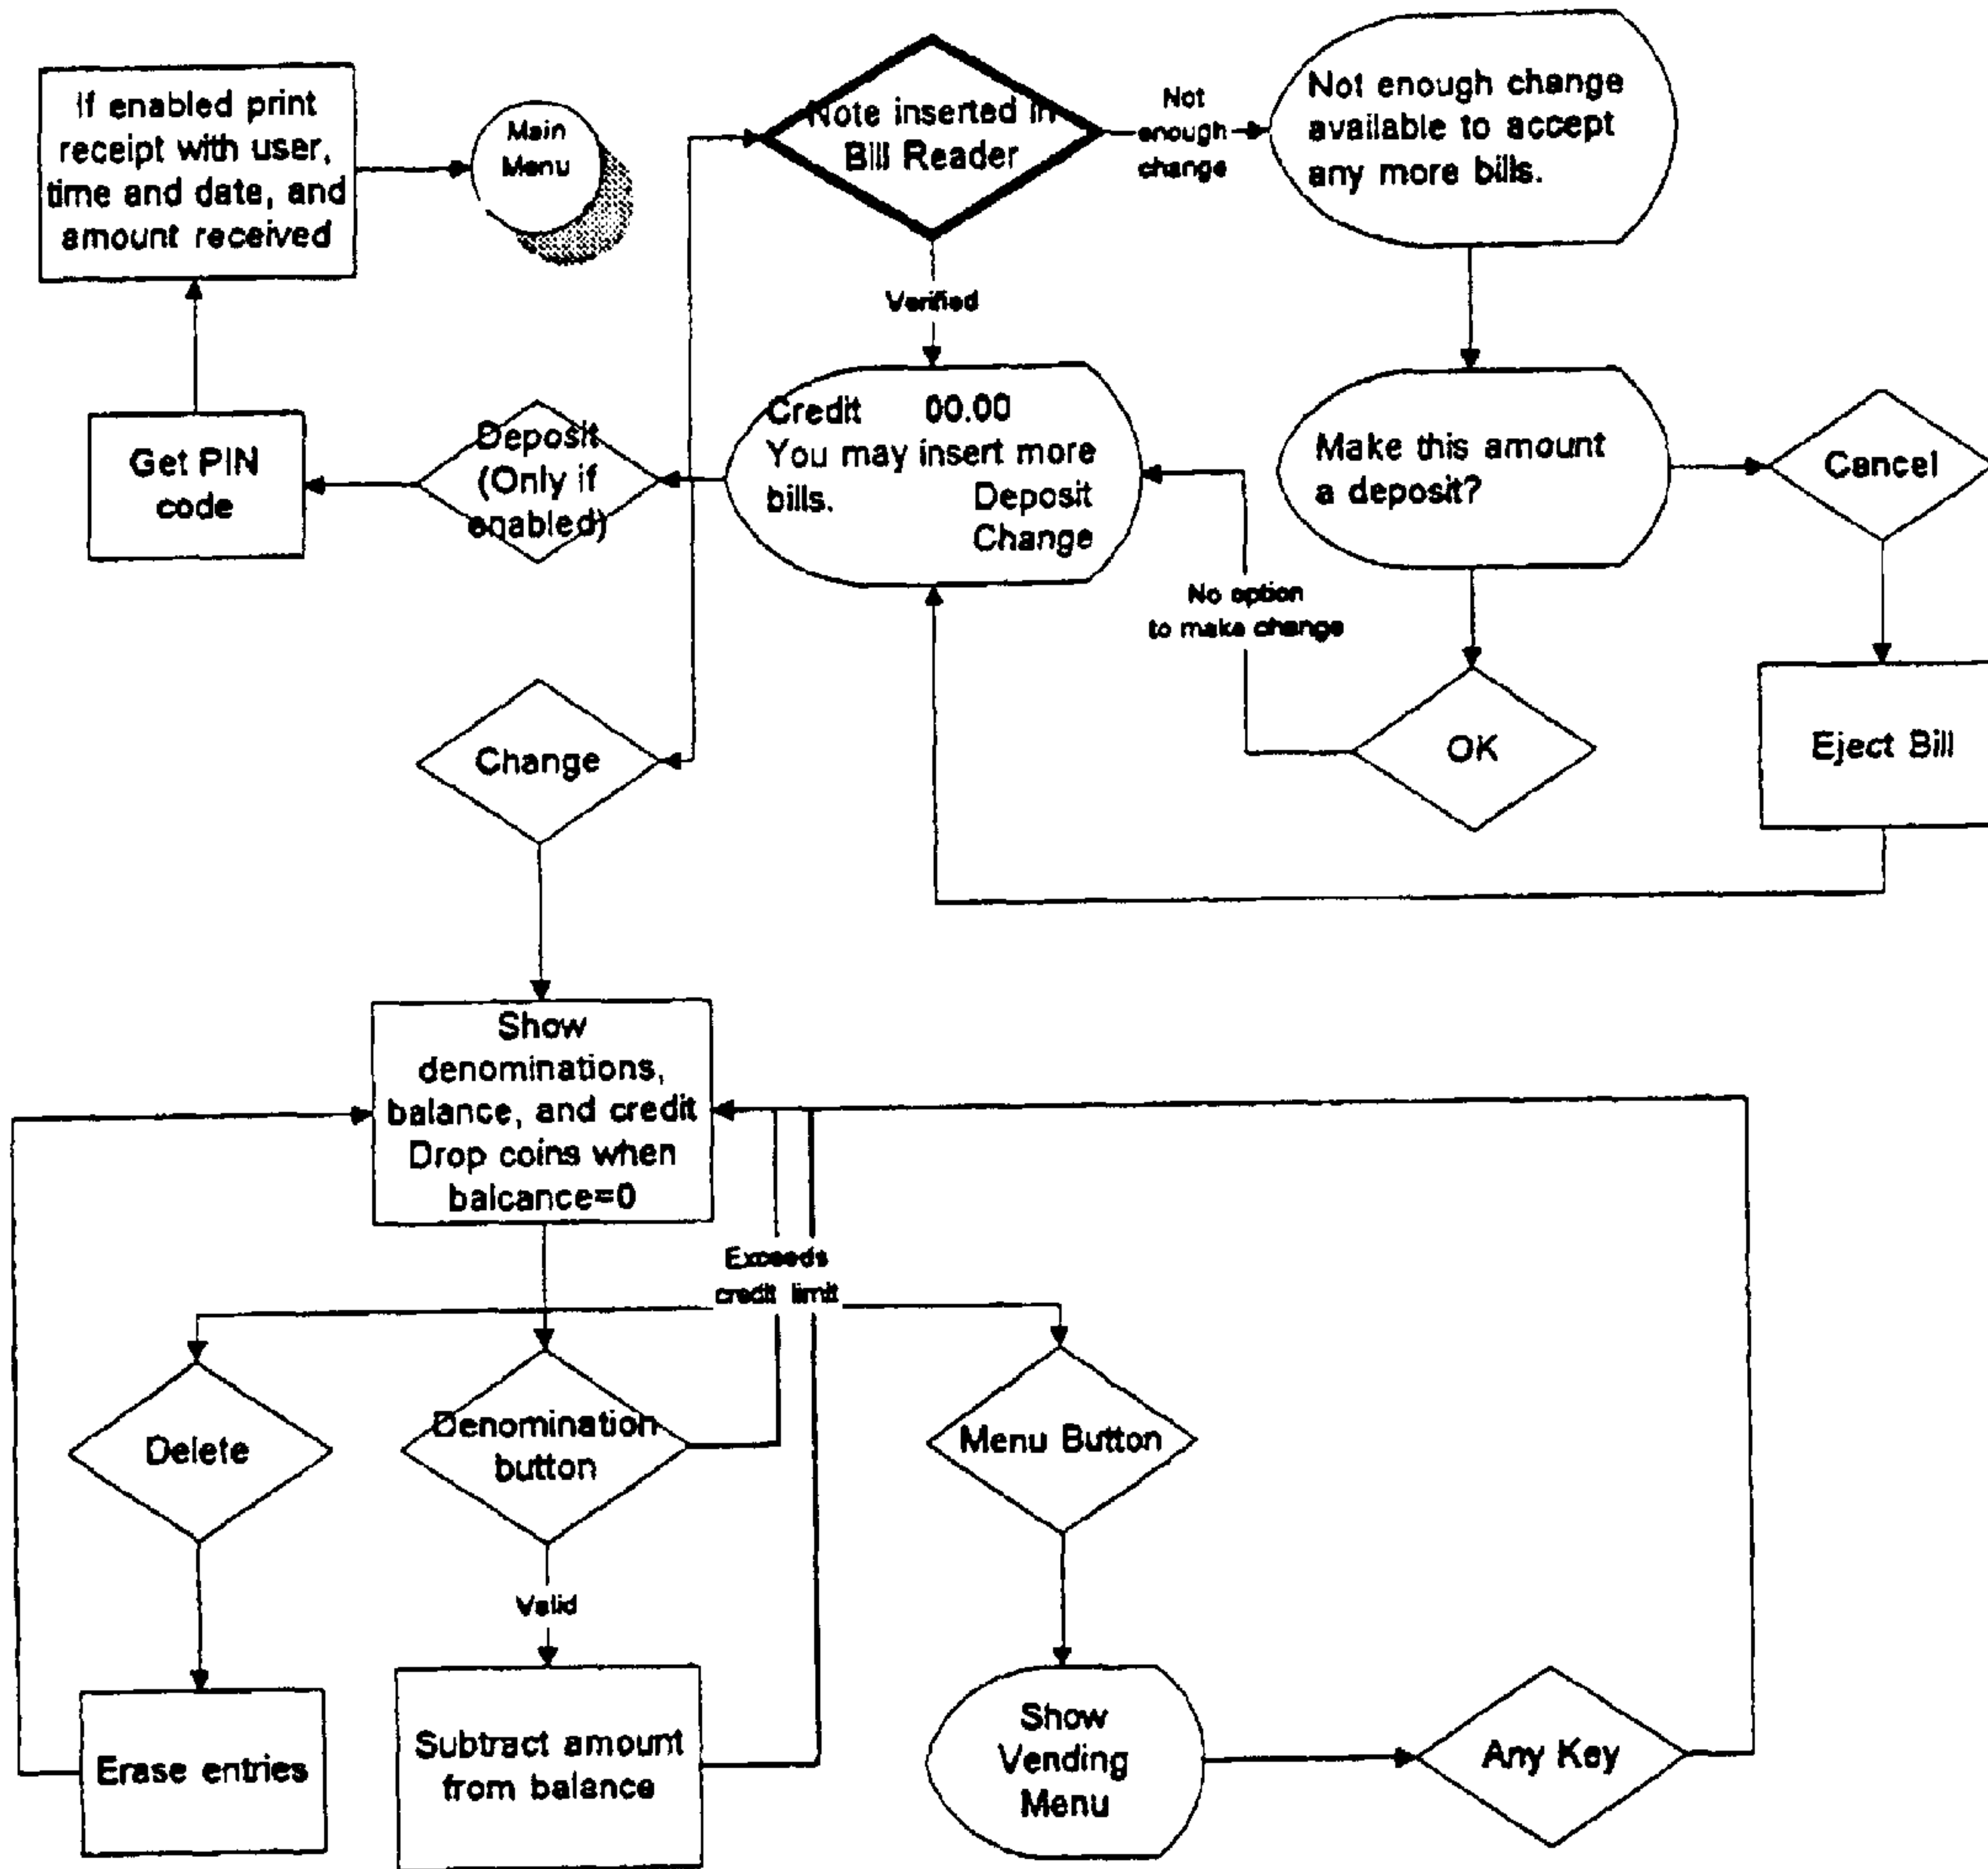 If enabled print
receipt with user,
time and date, and
amount received
Main
Menu
Note inserted in
Bill Reader
Not
enough
change
Not enough change
available to accept
any more bills.
Verified
Get PIN
code
Deposit
(Only if
enabled)
Credit 00.00
You may insert more
bills.
Deposit
Change
Make this amount
a deposit?
Cancel
No option
to make change
Change
OK
Eject Bill
Show
denominations,
balance, and credit
Drop coins when
balcance=0
Exceeds
credit limit
Delete
Denomination
button
Menu Button
Valid
Erase entries
Subtract amount
from balance
Show
Vending
Menu
Any Key